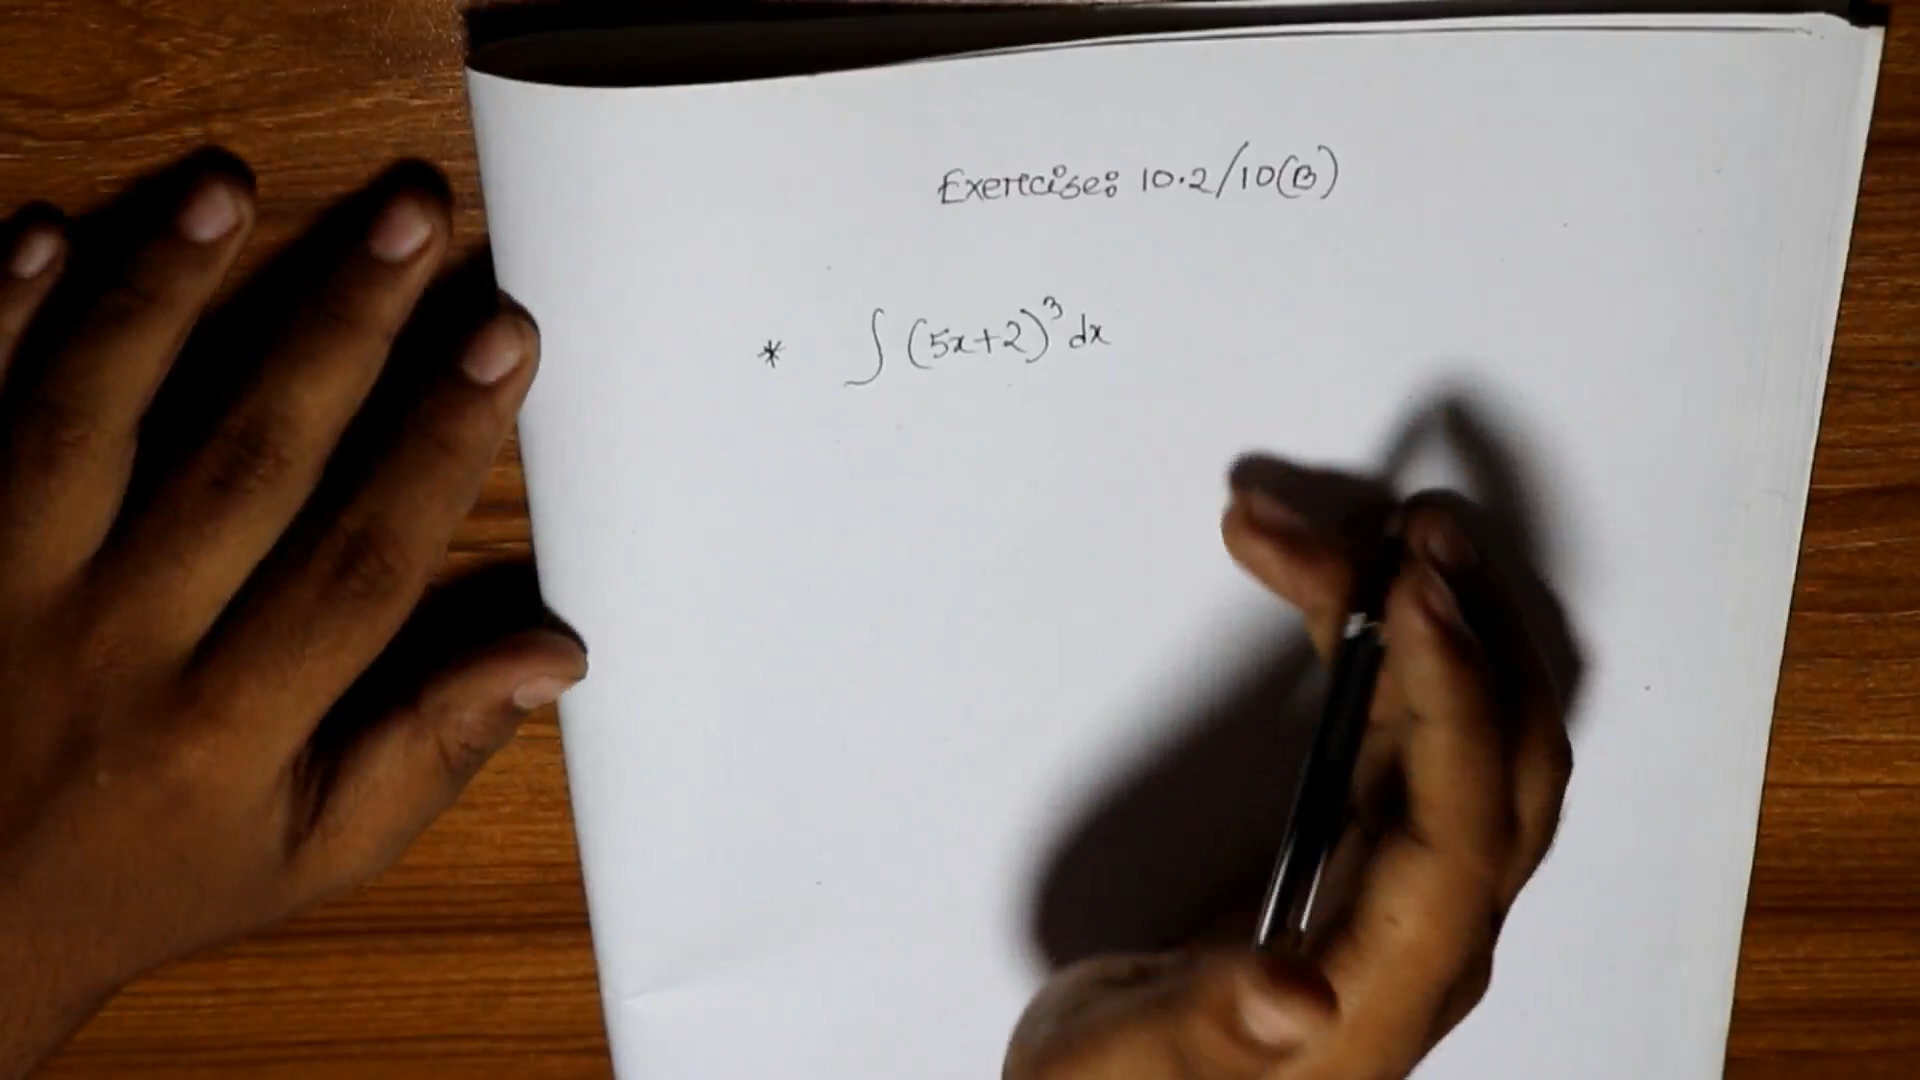 Exercise: 10.2/10(B)
* ∫ (5x+2)³ dx